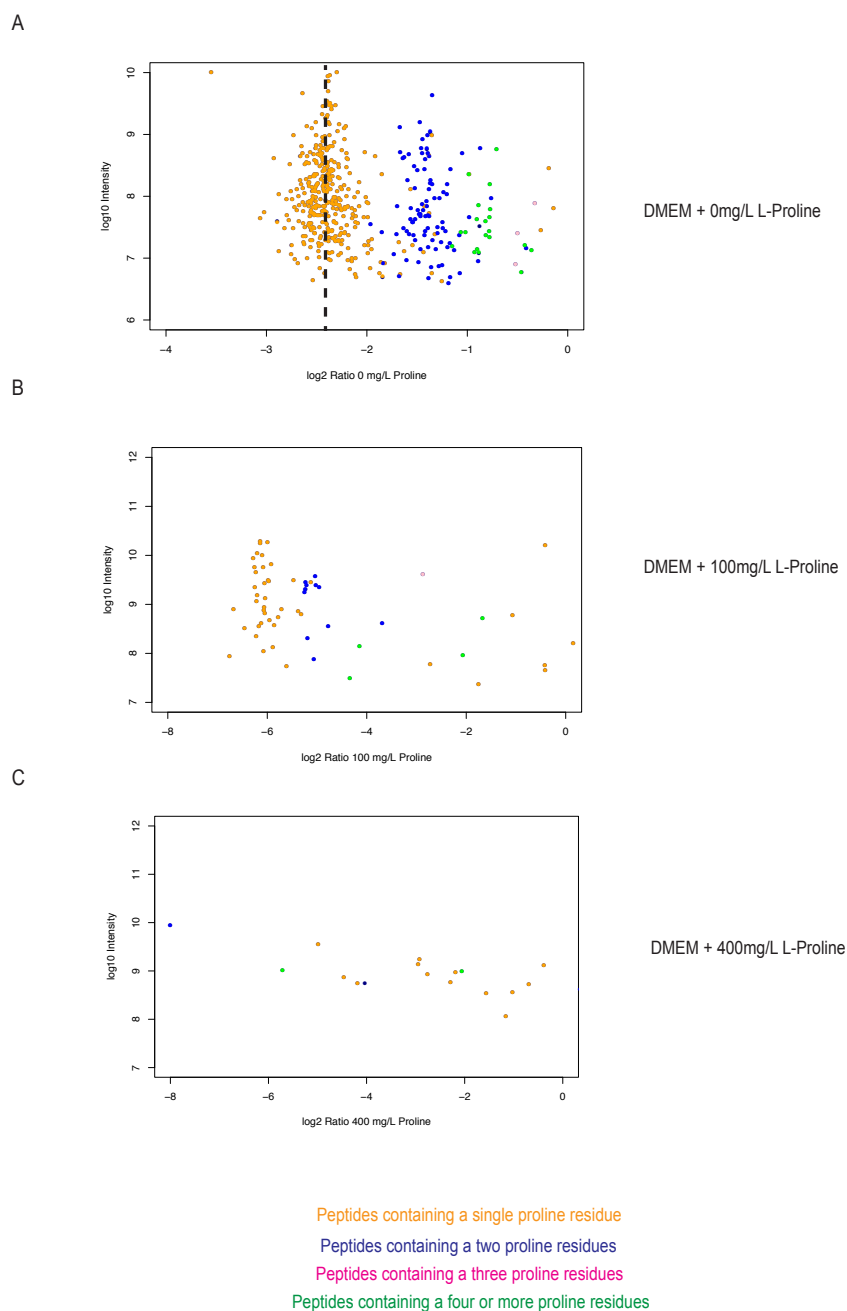 A
10
9
8
7
6
log10 Intensity
−4 −3 −2 −1 0
log2 Ratio 0 mg/L Proline
DMEM + 0mg/L L-Proline
B
12
11
10
9
8
7
log10 Intensity
−8 −6 −4 −2 0
log2 Ratio 100 mg/L Proline
DMEM + 100mg/L L-Proline
C
12
11
10
9
8
7
log10 Intensity
−8 −6 −4 −2 0
log2 Ratio 400 mg/L Proline
DMEM + 400mg/L L-Proline
Peptides containing a single proline residue
Peptides containing a two proline residues
Peptides containing a three proline residues
Peptides containing a four or more proline residues